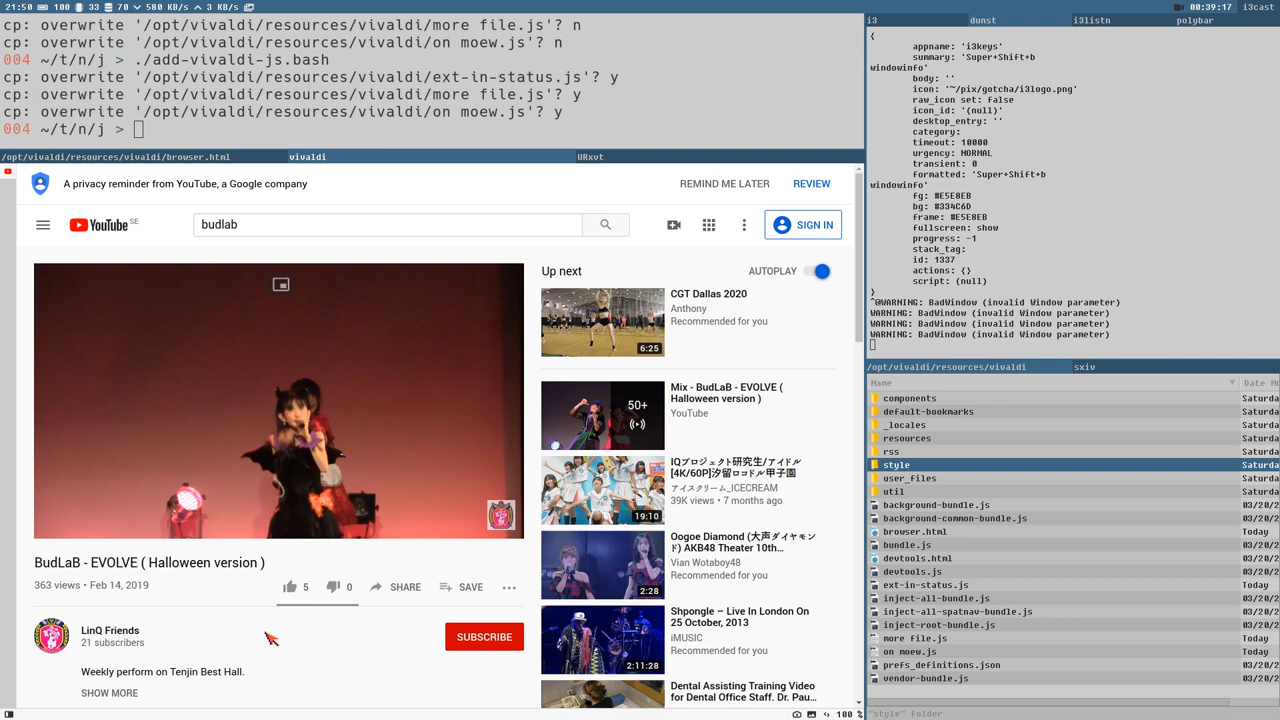 21:50 100 33 70 580 KB/s 3 KB/s
00:39:17 i3cast
cp: overwrite '/opt/vivaldi/resources/vivaldi/more file.js'? n
cp: overwrite '/opt/vivaldi/resources/vivaldi/on moew.js'? n
004 ~/t/n/j > ./add-vivaldi-js.bash
cp: overwrite '/opt/vivaldi/resources/vivaldi/ext-in-status.js'? y
cp: overwrite '/opt/vivaldi/resources/vivaldi/more file.js'? y
cp: overwrite '/opt/vivaldi/resources/vivaldi/on moew.js'? y
004 ~/t/n/j >
/opt/vivaldi/resources/vivaldi/browser.html vivaldi URxvt
A privacy reminder from YouTube, a Google company REMIND ME LATER REVIEW
YouTube SE budlab SIGN IN
BudLaB - EVOLVE ( Halloween version )
363 views • Feb 14, 2019 5 0 SHARE SAVE
LinQ Friends
21 subscribers
SUBSCRIBE
Weekly perform on Tenjin Best Hall.
SHOW MORE
Up next AUTOPLAY
CGT Dallas 2020
Anthony
Recommended for you
6:25
Mix - BudLaB - EVOLVE (
Halloween version )
YouTube
50+
IQプロジェクト研究生/アイドル
[4K/60P]汐留ロコドル甲子園
アイスクリーム_ICECREAM
39K views • 7 months ago
19:10
Oogoe Diamond (大声ダイヤモン
ド) AKB48 Theater 10th...
Vian Wotaboy48
Recommended for you
2:28
Shpongle – Live In London On
25 October, 2013
iMUSIC
Recommended for you
2:11:28
Dental Assisting Training Video
for Dental Office Staff. Dr. Pau...
100 %
i3 dunst i3listn polybar
{
appname: 'i3keys'
summary: 'Super+Shift+b
windowinfo'
body: ''
icon: '~/pix/gotcha/i3logo.png'
raw_icon set: false
icon_id: '(null)'
desktop_entry: ''
category:
timeout: 10000
urgency: NORMAL
transient: 0
formatted: 'Super+Shift+b
windowinfo'
fg: #E5E8EB
bg: #334C6D
frame: #E5E8EB
fullscreen: show
progress: -1
stack_tag:
id: 1337
actions: {}
script: (null)
}
^@WARNING: BadWindow (invalid Window parameter)
WARNING: BadWindow (invalid Window parameter)
WARNING: BadWindow (invalid Window parameter)
WARNING: BadWindow (invalid Window parameter)
/opt/vivaldi/resources/vivaldi sxiv
Name Date Mo
components Saturda
default-bookmarks Saturda
_locales Saturda
resources Saturda
rss Saturda
style Saturda
user_files Saturda
util Saturda
background-bundle.js 03/20/2
background-common-bundle.js 03/20/2
browser.html Today
bundle.js 03/20/2
devtools.html 03/20/2
devtools.js 03/20/2
ext-in-status.js Today
inject-all-bundle.js 03/20/2
inject-all-spatnav-bundle.js 03/20/2
inject-root-bundle.js 03/20/2
more file.js Today
on moew.js Today
prefs_definitions.json 03/20/2
vendor-bundle.js 03/20/2
"style" folder